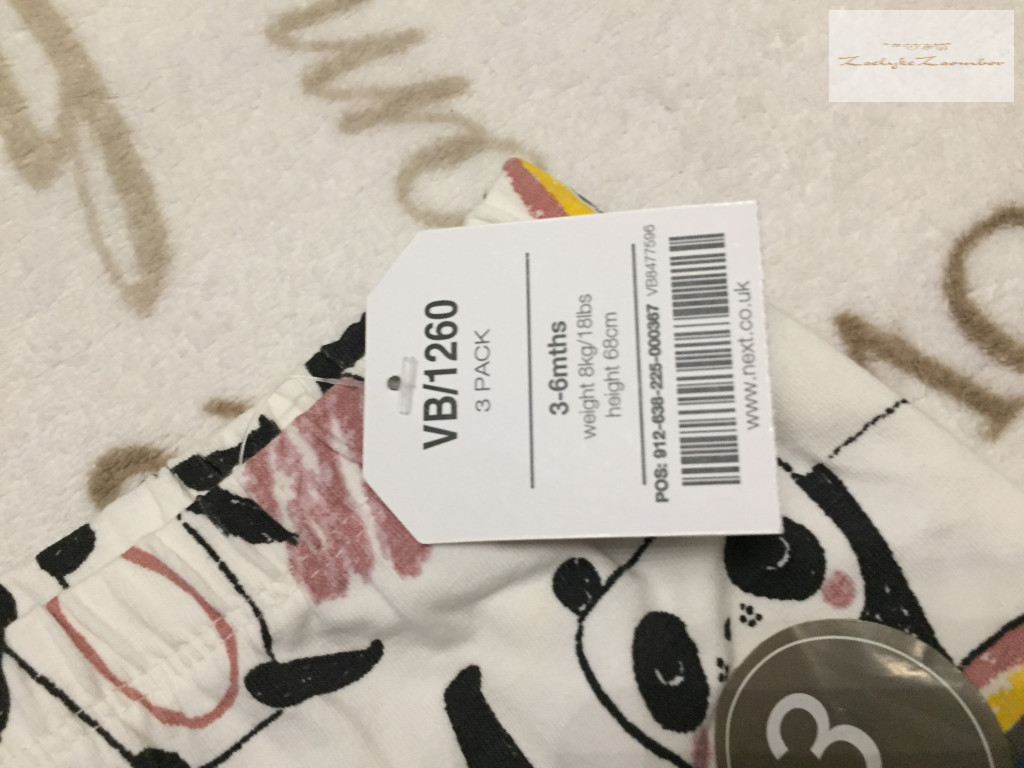 VB/1260
3 PACK
3-6mths
weight 8kg/18lbs
height 68cm
POS: 912-638-225-000367 VB8477596
www.next.co.uk
3